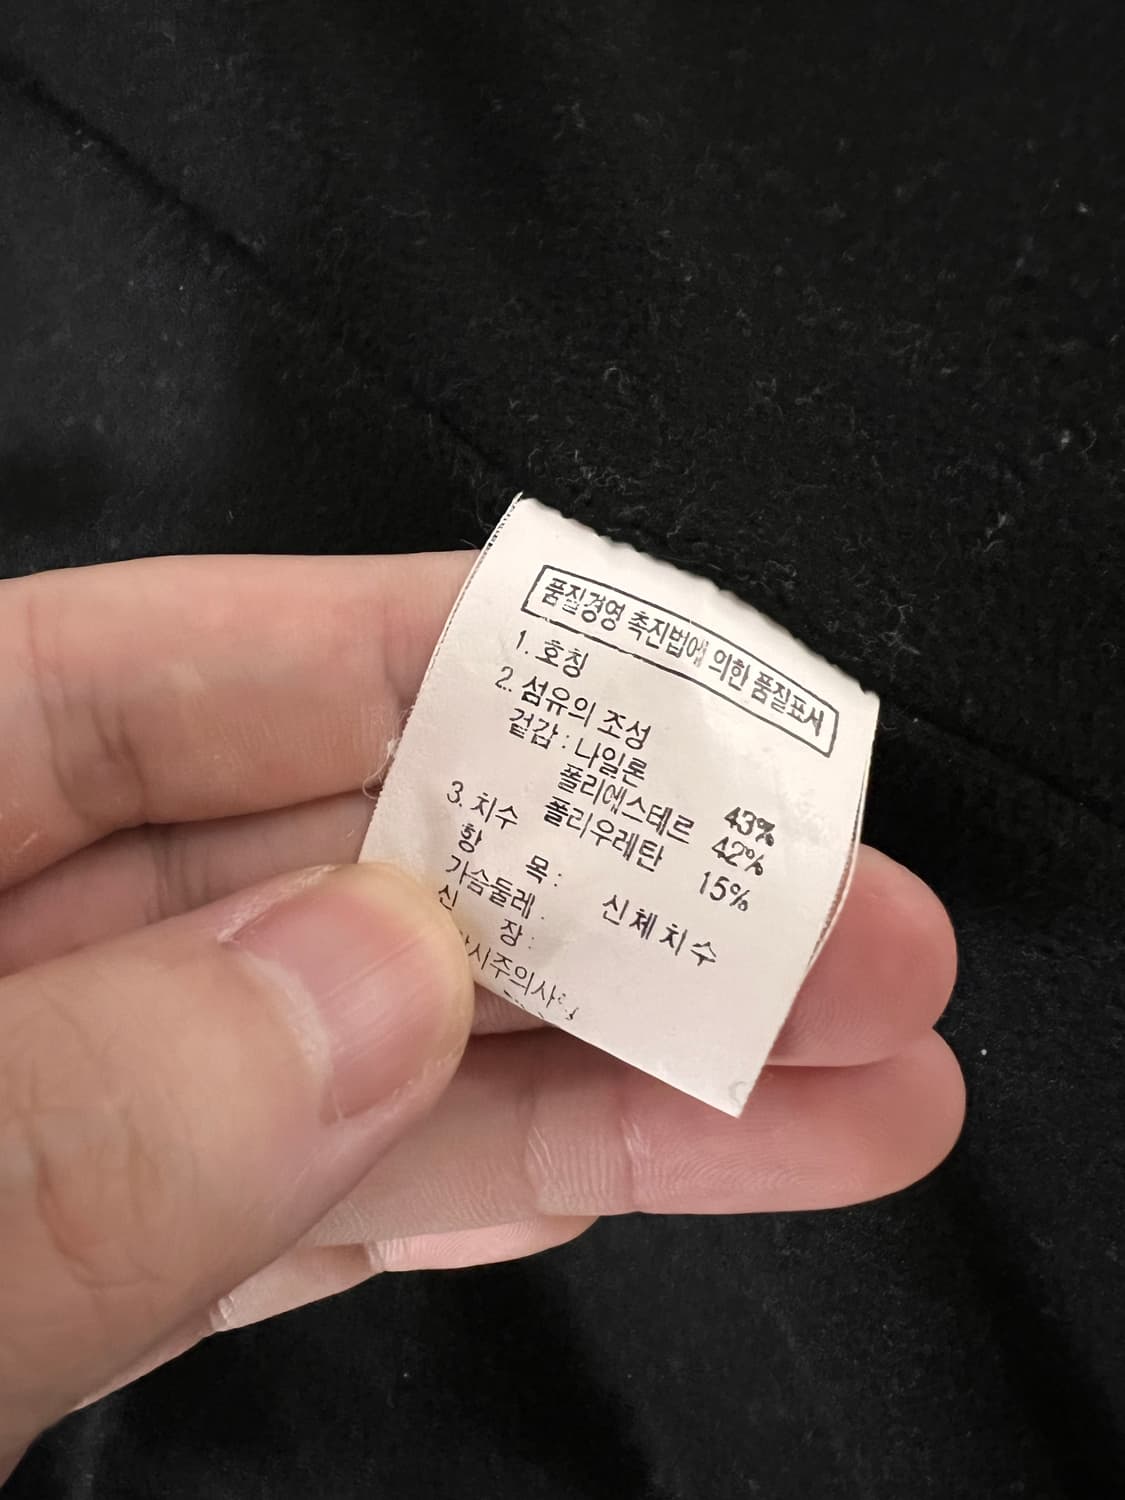 품질경영 촉진법에 의한 품질표시
1. 호칭
2. 섬유의 조성
겉감 : 나일론 43%
폴리에스테르 42%
폴리우레탄 15%
3. 치수
항 목 : 신체치수
가슴둘레 :
신 장 :